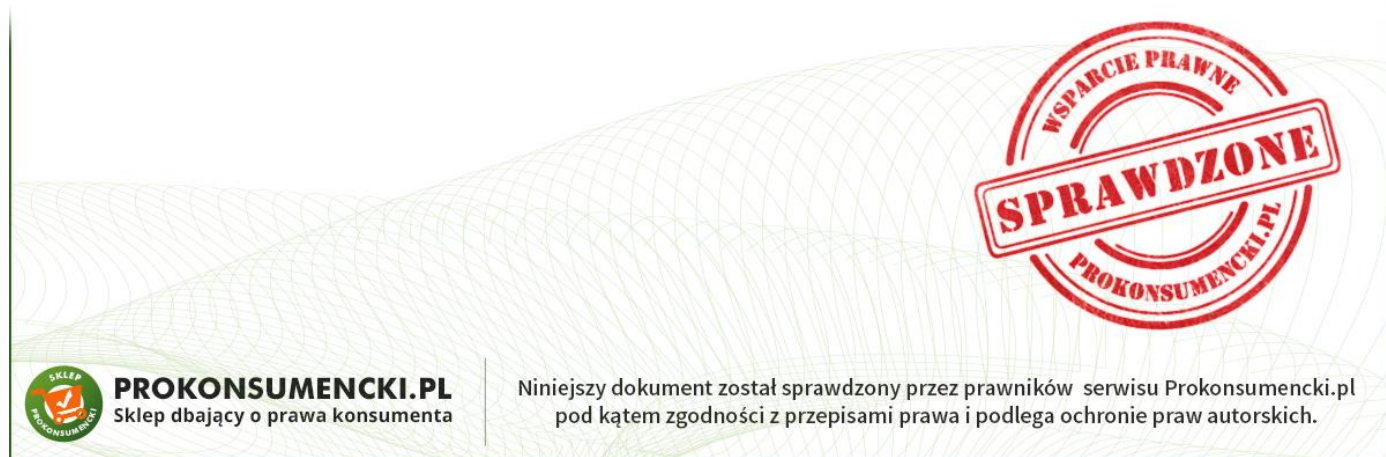 WSPARCIE PRAWNE
SPRAWDZONE
PROKONSUMENCKI.PL
SKLEP
PROKONSUMENCKI
PROKONSUMENCKI.PL
Sklep dbający o prawa konsumenta
Niniejszy dokument został sprawdzony przez prawników serwisu Prokonsumencki.pl
pod kątem zgodności z przepisami prawa i podlega ochronie praw autorskich.